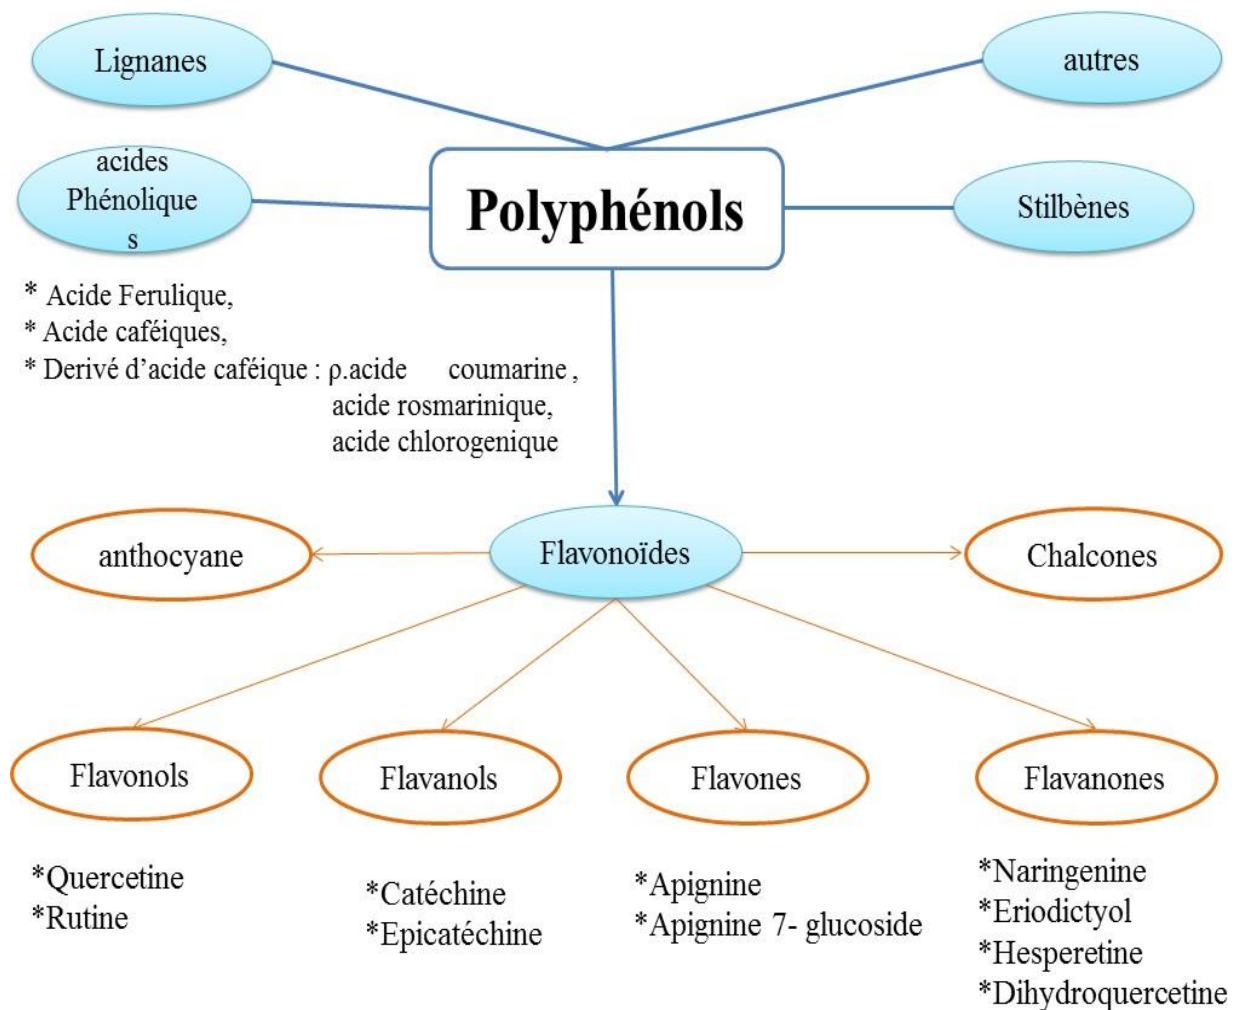 Lignanes
autres
acides
Phénolique
s
Polyphénols
Stilbènes
* Acide Ferulique,
* Acide caféiques,
* Derivé d’acide caféique : ρ.acide coumarine ,
acide rosmarinique,
acide chlorogenique
anthocyane
Flavonoïdes
Chalcones
Flavonols
Flavanols
Flavones
Flavanones
*Quercetine
*Rutine
*Catéchine
*Epicatéchine
*Apignine
*Apignine 7- glucoside
*Naringenine
*Eriodictyol
*Hesperetine
*Dihydroquercetine